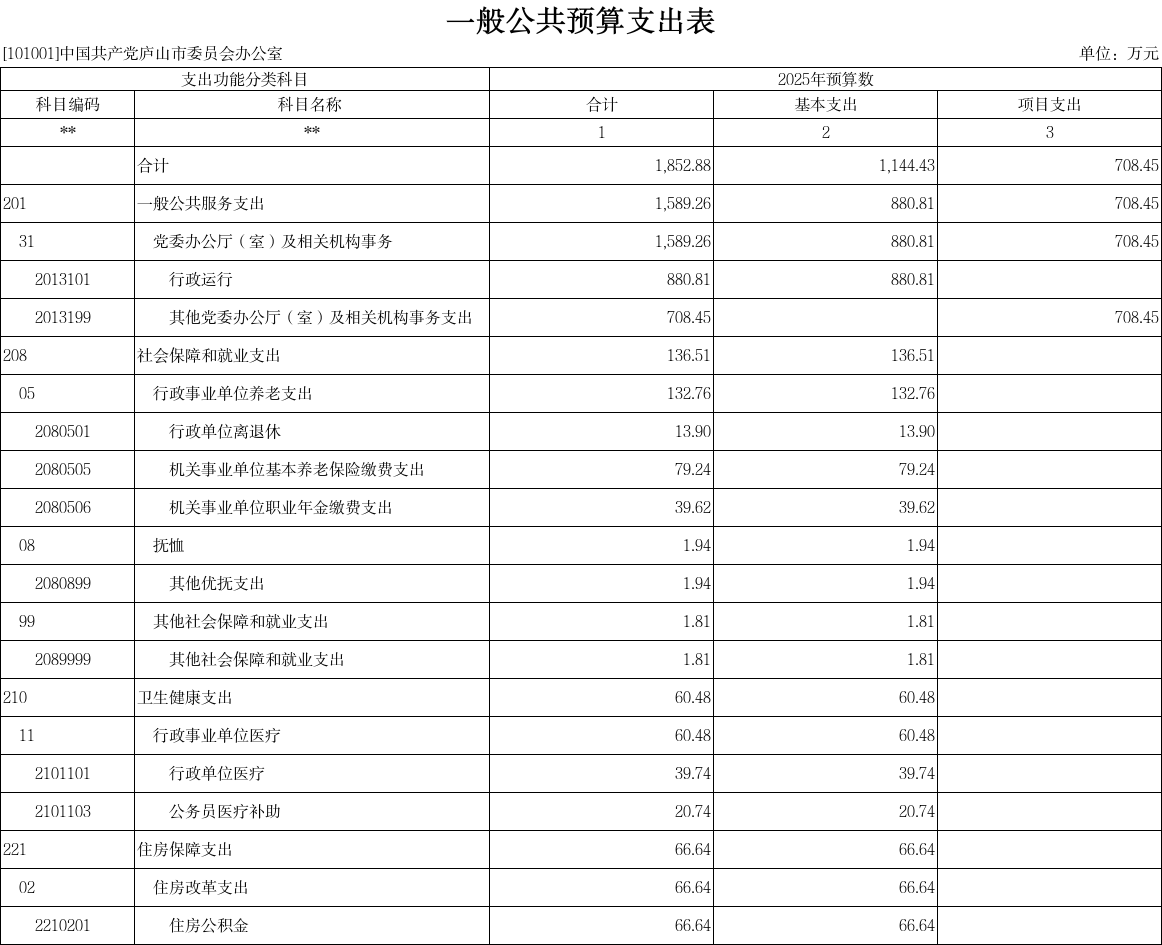 一般公共预算支出表
[101001]中国共产党庐山市委员会办公室 单位：万元
支出功能分类科目 2025年预算数
科目编码 科目名称 合计 基本支出 项目支出
** ** 1 2 3
合计 1,852.88 1,144.43 708.45
201 一般公共服务支出 1,589.26 880.81 708.45
31 党委办公厅（室）及相关机构事务 1,589.26 880.81 708.45
2013101 行政运行 880.81 880.81
2013199 其他党委办公厅（室）及相关机构事务支出 708.45 708.45
208 社会保障和就业支出 136.51 136.51
05 行政事业单位养老支出 132.76 132.76
2080501 行政单位离退休 13.90 13.90
2080505 机关事业单位基本养老保险缴费支出 79.24 79.24
2080506 机关事业单位职业年金缴费支出 39.62 39.62
08 抚恤 1.94 1.94
2080899 其他优抚支出 1.94 1.94
99 其他社会保障和就业支出 1.81 1.81
2089999 其他社会保障和就业支出 1.81 1.81
210 卫生健康支出 60.48 60.48
11 行政事业单位医疗 60.48 60.48
2101101 行政单位医疗 39.74 39.74
2101103 公务员医疗补助 20.74 20.74
221 住房保障支出 66.64 66.64
02 住房改革支出 66.64 66.64
2210201 住房公积金 66.64 66.64